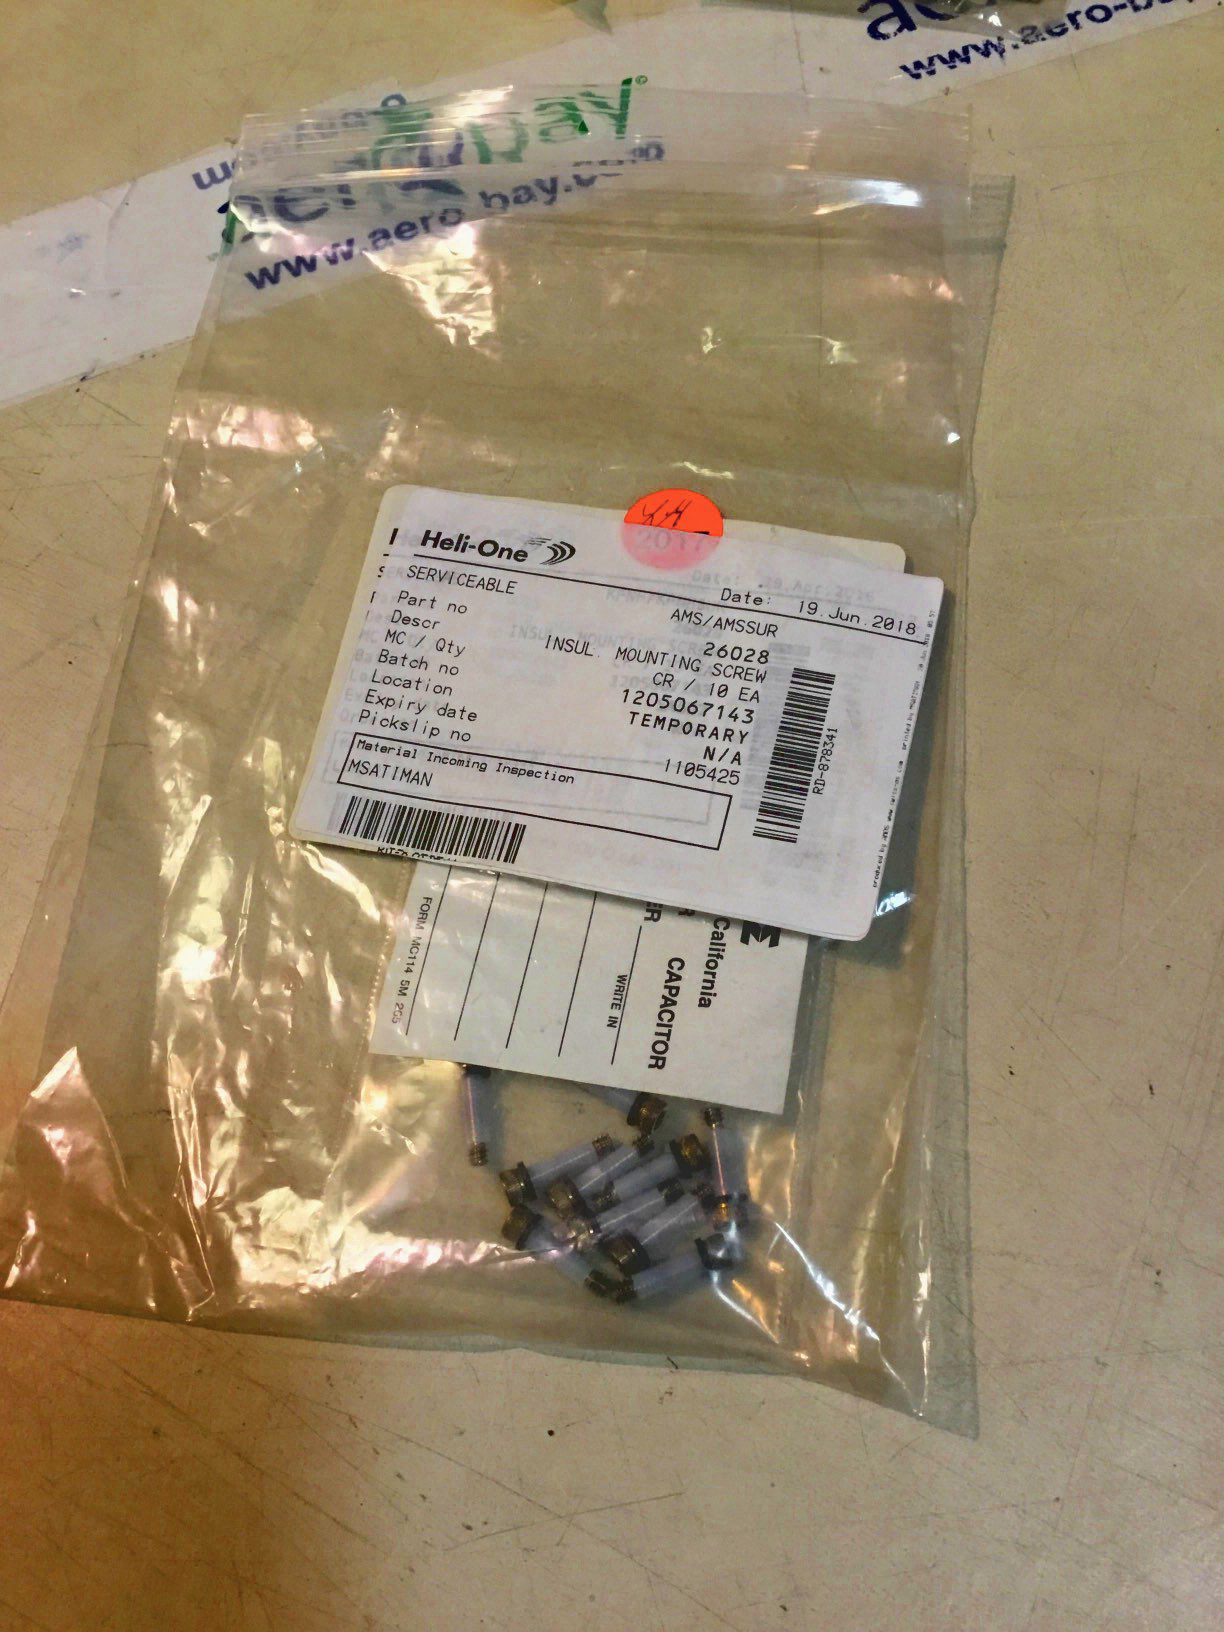 www.aero-bay
aerobay
www.aero-bay.com
2017
Heli-One
SERVICEABLE
Date: 19.Jun.2018
AMS/AMSSUR
Part no 26028
Descr INSUL. MOUNTING SCREW
MC / Qty CR / 10 EA
Batch no 1205067143
Location TEMPORARY
Expiry date N/A
Pickslip no 1105425
Material Incoming Inspection
MSATIMAN
RD-878341
California
CAPACITOR
WRITE IN
FORM MC114 5M